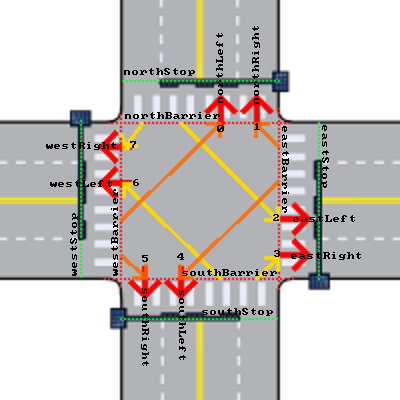 northLeft
northRight
northStop
northBarrier
0
1
eastBarrier
eastStop
westRight
7
westLeft
6
2
eastLeft
westStop
westBarrier
5
4
3
eastRight
southBarrier
southRight
southLeft
southStop